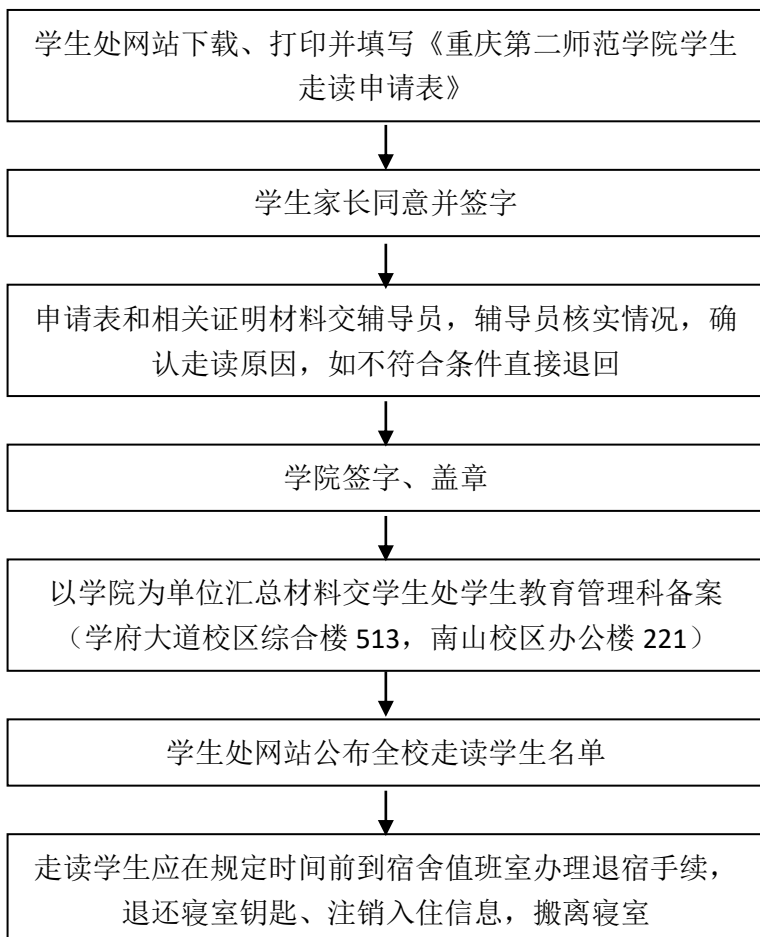 学生处网站下载、打印并填写《重庆第二师范学院学生
走读申请表》
学生家长同意并签字
申请表和相关证明材料交辅导员，辅导员核实情况，确
认走读原因，如不符合条件直接退回
学院签字、盖章
以学院为单位汇总材料交学生处学生教育管理科备案
（学府大道校区综合楼 513，南山校区办公楼 221）
学生处网站公布全校走读学生名单
走读学生应在规定时间前到宿舍值班室办理退宿手续，
退还寝室钥匙、注销入住信息，搬离寝室